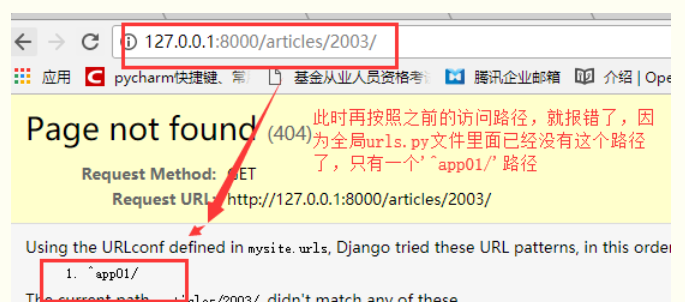 127.0.0.1:8000/articles/2003/
应用 pycharm快捷键、常 基金从业人员资格考 腾讯企业邮箱 介绍 | Ope
Page not found (404)
此时再按照之前的访问路径，就报错了，因
为全局urls.py文件里面已经没有这个路径
了，只有一个'^app01/'路径
Request Method: GET
Request URL: http://127.0.0.1:8000/articles/2003/
Using the URLconf defined in mysite.urls, Django tried these URL patterns, in this order
1. ^app01/
The current path, articles/2003/, didn't match any of these.